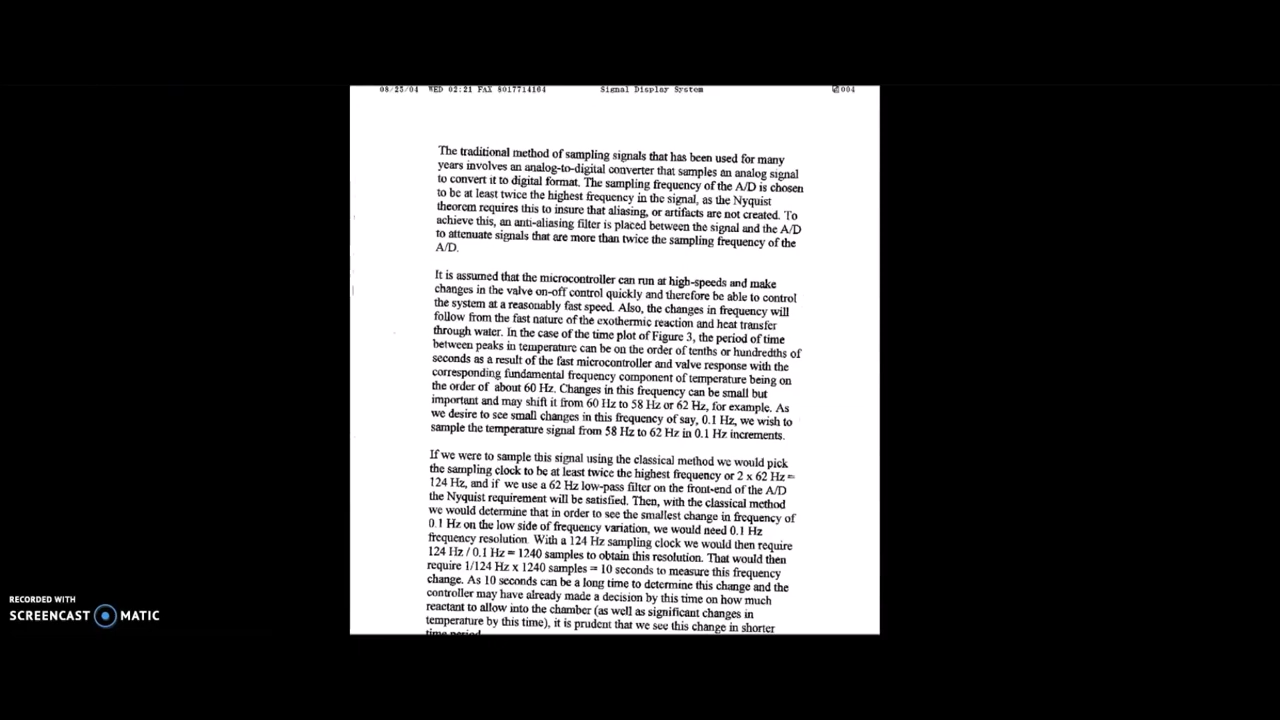 08/25/04 WED 02:21 FAX 8017714164 Signal Display System 004
The traditional method of sampling signals that has been used for many
years involves an analog-to-digital converter that samples an analog signal
to convert it to digital format. The sampling frequency of the A/D is chosen
to be at least twice the highest frequency in the signal, as the Nyquist
theorem requires this to insure that aliasing, or artifacts are not created. To
achieve this, an anti-aliasing filter is placed between the signal and the A/D
to attenuate signals that are more than twice the sampling frequency of the
A/D.
It is assumed that the microcontroller can run at high-speeds and make
changes in the valve on-off control quickly and therefore be able to control
the system at a reasonably fast speed. Also, the changes in frequency will
follow from the fast nature of the exothermic reaction and heat transfer
through water. In the case of the time plot of Figure 3, the period of time
between peaks in temperature can be on the order of tenths or hundredths of
seconds as a result of the fast microcontroller and valve response with the
corresponding fundamental frequency component of temperature being on
the order of about 60 Hz. Changes in this frequency can be small but
important and may shift it from 60 Hz to 58 Hz or 62 Hz, for example. As
we desire to see small changes in this frequency of say, 0.1 Hz, we wish to
sample the temperature signal from 58 Hz to 62 Hz in 0.1 Hz increments.
If we were to sample this signal using the classical method we would pick
the sampling clock to be at least twice the highest frequency or 2 x 62 Hz =
124 Hz, and if we use a 62 Hz low-pass filter on the front-end of the A/D
the Nyquist requirement will be satisfied. Then, with the classical method
we would determine that in order to see the smallest change in frequency of
0.1 Hz on the low side of frequency variation, we would need 0.1 Hz
frequency resolution. With a 124 Hz sampling clock we would then require
124 Hz / 0.1 Hz = 1240 samples to obtain this resolution. That would then
require 1/124 Hz x 1240 samples = 10 seconds to measure this frequency
change. As 10 seconds can be a long time to determine this change and the
controller may have already made a decision by this time on how much
reactant to allow into the chamber (as well as significant changes in
temperature by this time), it is prudent that we see this change in shorter
time period.
RECORDED WITH
SCREENCAST MATIC